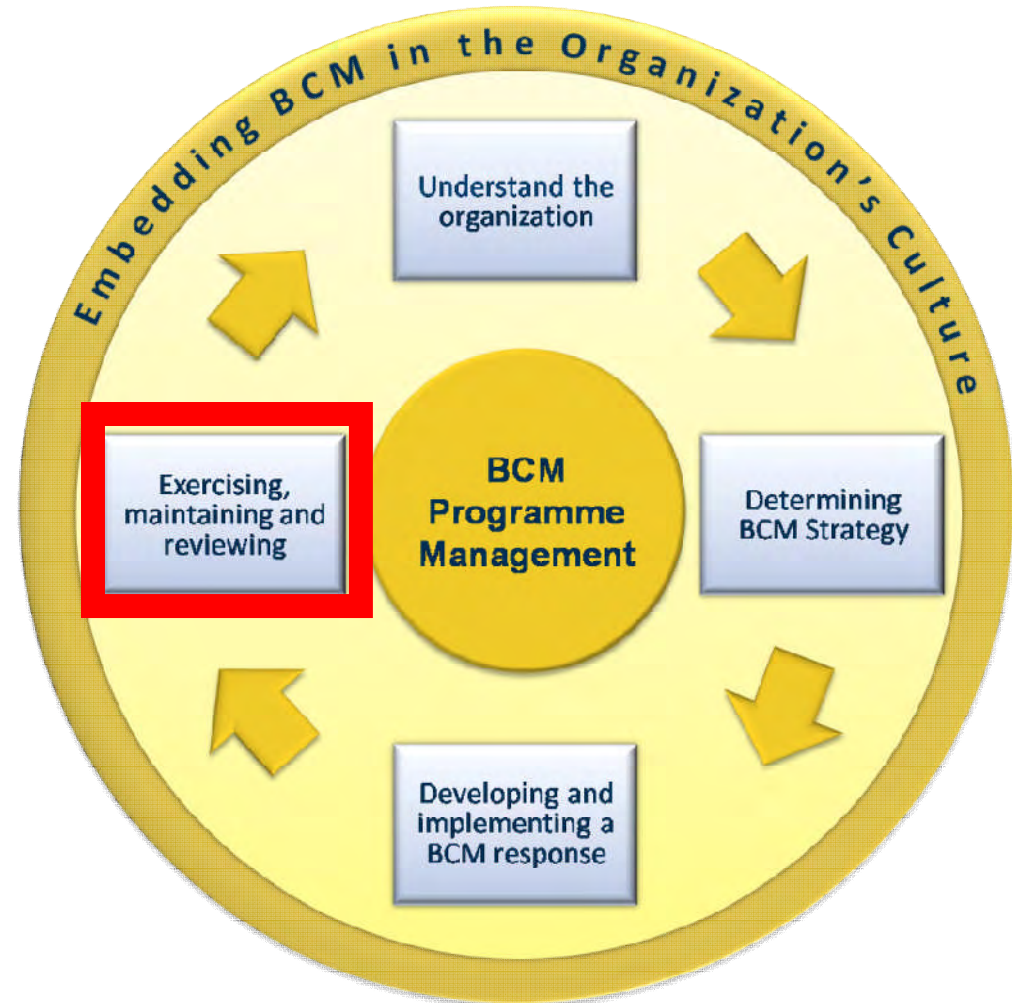 Embedding BCM in the Organization's Culture
Understand the
organization
Exercising,
maintaining and
reviewing
BCM
Programme
Management
Determining
BCM Strategy
Developing and
implementing a
BCM response